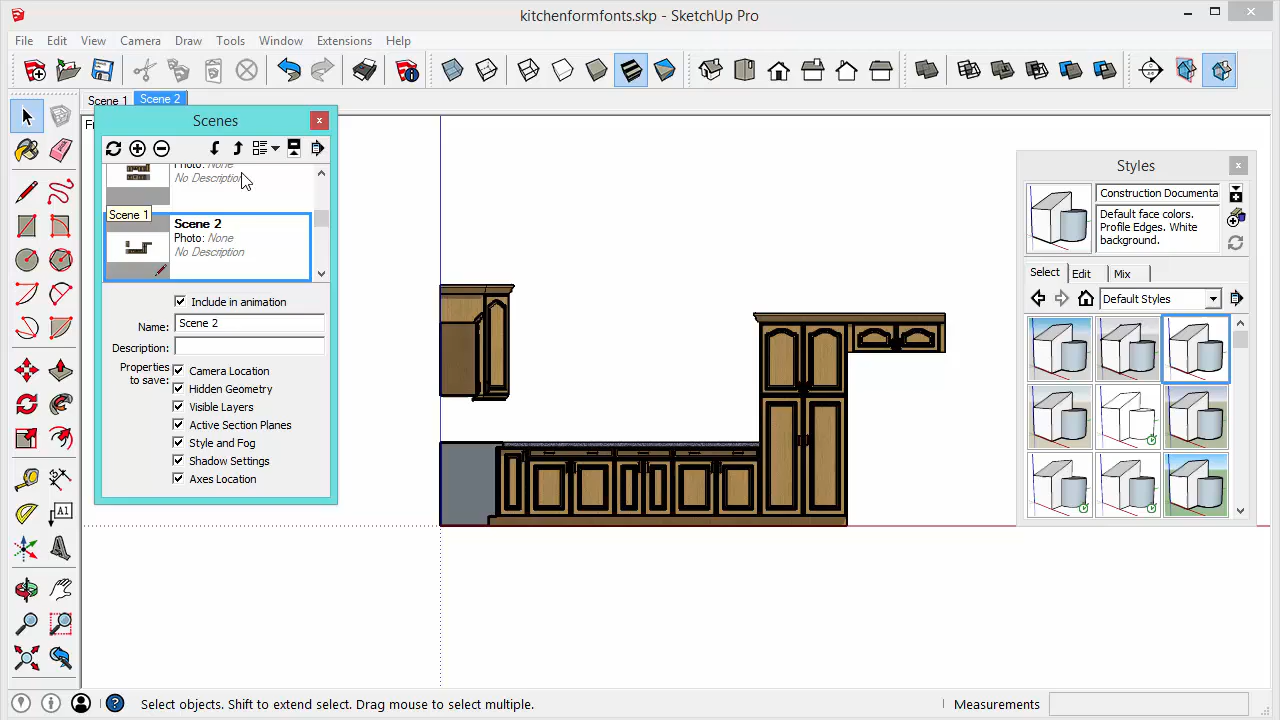 kitchenformfonts.skp - SketchUp Pro
File Edit View Camera Draw Tools Window Extensions Help
Scene 1 Scene 2
Scenes
Photo: None
No Description
Scene 1
Scene 2
Photo: None
No Description
Include in animation
Name: Scene 2
Description:
Properties to save:
Camera Location
Hidden Geometry
Visible Layers
Active Section Planes
Style and Fog
Shadow Settings
Axes Location
Styles
Construction Documenta
Default face colors.
Profile Edges. White
background.
Select Edit Mix
Default Styles
A1
Select objects. Shift to extend select. Drag mouse to select multiple.
Measurements